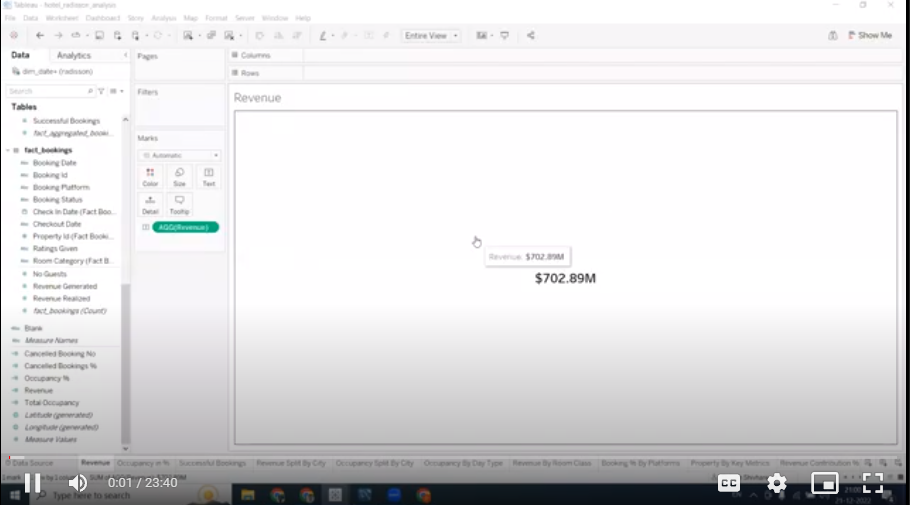 Tableau - hotel_radisson_analysis
File Data Worksheet Dashboard Story Analysis Map Format Server Window Help
Entire View
Show Me
Data Analytics
dim_date+ (radisson)
Search
Tables
Successful Bookings
fact_aggregated_booki...
fact_bookings
Booking Date
Booking Id
Booking Platform
Booking Status
Check In Date (Fact Boo...
Checkout Date
Property Id (Fact Booki...
Ratings Given
Room Category (Fact B...
No Guests
Revenue Generated
Revenue Realized
fact_bookings (Count)
Blank
Measure Names
Cancelled Booking No
Cancelled Bookings %
Occupancy %
Revenue
Total Occupancy
Latitude (generated)
Longitude (generated)
Measure Values
Pages
Filters
Marks
Automatic
Color Size Text
Detail Tooltip
AGG(Revenue)
Columns
Rows
Revenue
Revenue: $702.89M
$702.89M
Data Source Revenue Occupancy in % Successful Bookings Revenue Split By City Occupancy Split By City Occupancy By Day Type Revenue By Room Class Booking % By Platforms Property By Key Metrics Revenue Contribution %
0:01 / 23:40
CC
Type here to search